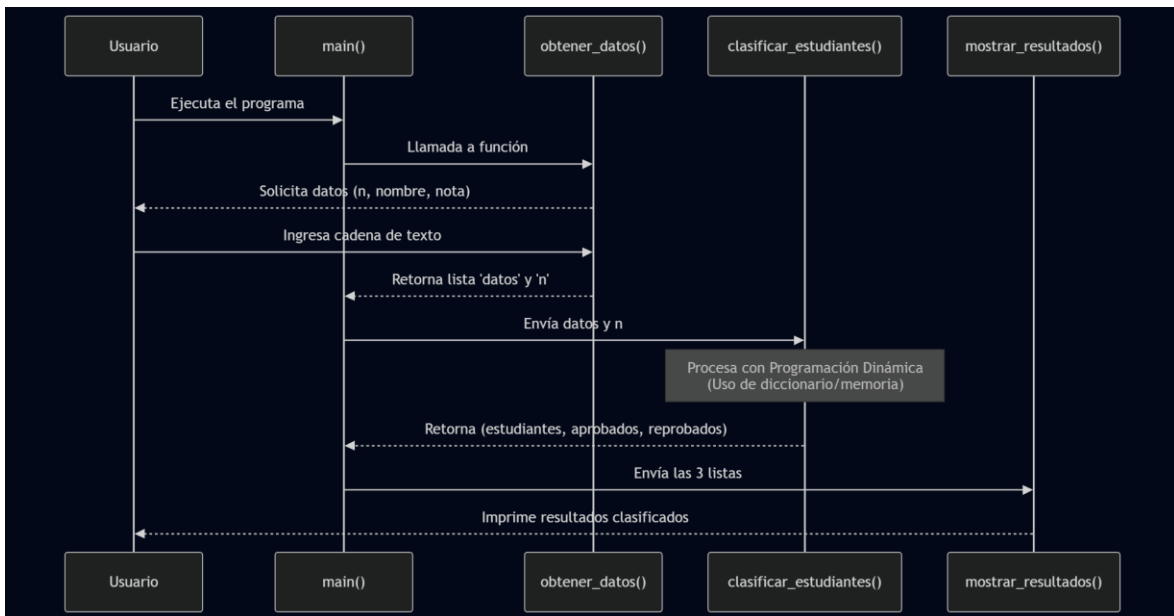 Usuario
main()
obtener_datos()
clasificar_estudiantes()
mostrar_resultados()
Ejecuta el programa
Llamada a función
Solicita datos (n, nombre, nota)
Ingresa cadena de texto
Retorna lista 'datos' y 'n'
Envía datos y n
Procesa con Programación Dinámica
(Uso de diccionario/memoria)
Retorna (estudiantes, aprobados, reprobados)
Envía las 3 listas
Imprime resultados clasificados
Usuario
main()
obtener_datos()
clasificar_estudiantes()
mostrar_resultados()